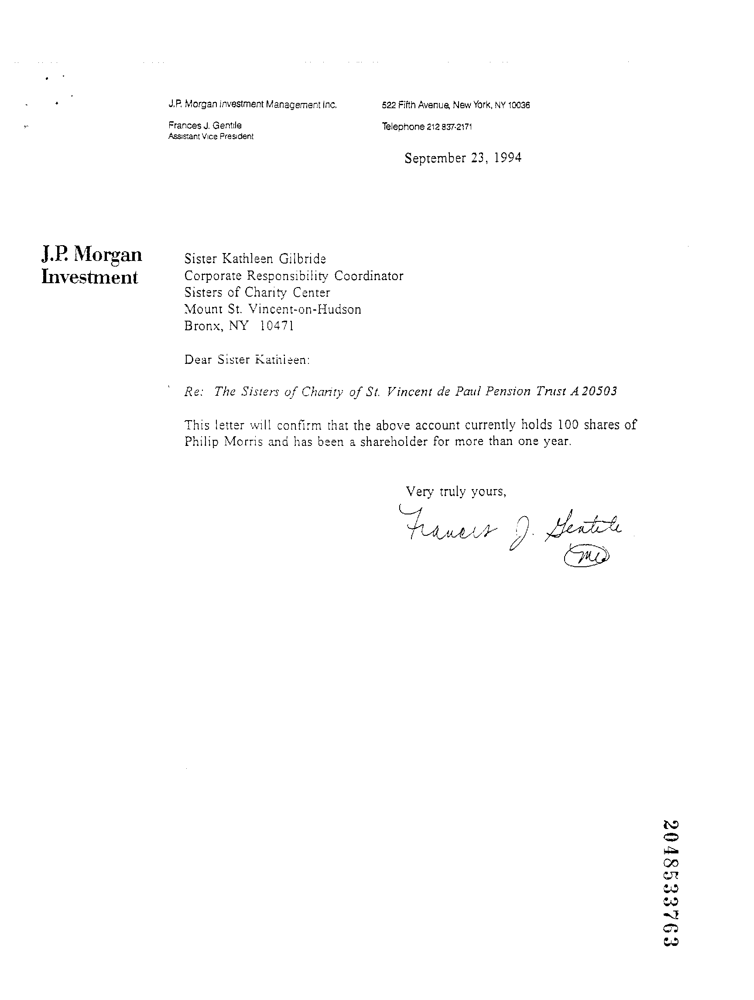 J.P. Morgan Investment Management Inc.
522 Fifth Avenue, New York, NY 10036
Frances J. Gentile
Assistant Vice President
Telephone 212 837-2171
September 23, 1994
J.P. Morgan
Investment
Sister Kathleen Gilbride
Corporate Responsibility Coordinator
Sisters of Charity Center
Mount St. Vincent-on-Hudson
Bronx, NY 10471
Dear Sister Kathleen:
Re: The Sisters of Charity of St. Vincent de Paul Pension Trust A 20503
This letter will confirm that the above account currently holds 100 shares of
Philip Morris and has been a shareholder for more than one year.
Very truly yours,
Frances J. Gentile
2048533763